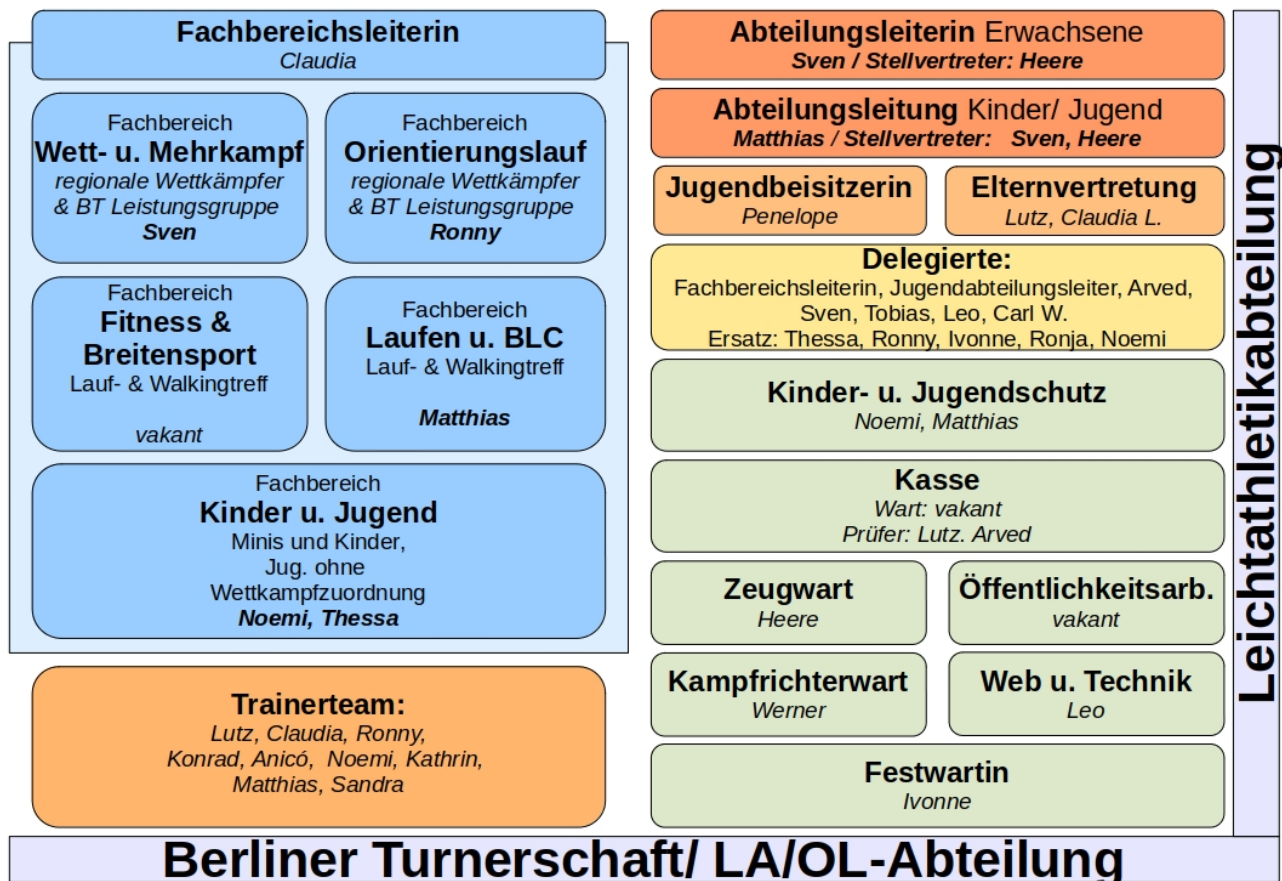 Fachbereichsleiterin
Claudia
Fachbereich
Wett- u. Mehrkampf
regionale Wettkämpfer
& BT Leistungsgruppe
Sven
Fachbereich
Orientierungslauf
regionale Wettkämpfer
& BT Leistungsgruppe
Ronny
Fachbereich
Fitness &
Breitensport
Lauf- & Walkingtreff
vakant
Fachbereich
Laufen u. BLC
Lauf- & Walkingtreff
Matthias
Fachbereich
Kinder u. Jugend
Minis und Kinder,
Jug. ohne
Wettkampfzuordnung
Noemi, Thessa
Trainerteam:
Lutz, Claudia, Ronny,
Konrad, Anicó, Noemi, Kathrin,
Matthias, Sandra
Abteilungsleiterin Erwachsene
Sven / Stellvertreter: Heere
Abteilungsleitung Kinder/ Jugend
Matthias / Stellvertreter: Sven, Heere
Jugendbeisitzerin
Penelope
Elternvertretung
Lutz, Claudia L.
Delegierte:
Fachbereichsleiterin, Jugendabteilungsleiter, Arved,
Sven, Tobias, Leo, Carl W.
Ersatz: Thessa, Ronny, Ivonne, Ronja, Noemi
Kinder- u. Jugendschutz
Noemi, Matthias
Kasse
Wart: vakant
Prüfer: Lutz. Arved
Zeugwart
Heere
Öffentlichkeitsarb.
vakant
Kampfrichterwart
Werner
Web u. Technik
Leo
Festwartin
Ivonne
Leichtathletikabteilung
Berliner Turnerschaft/ LA/OL-Abteilung